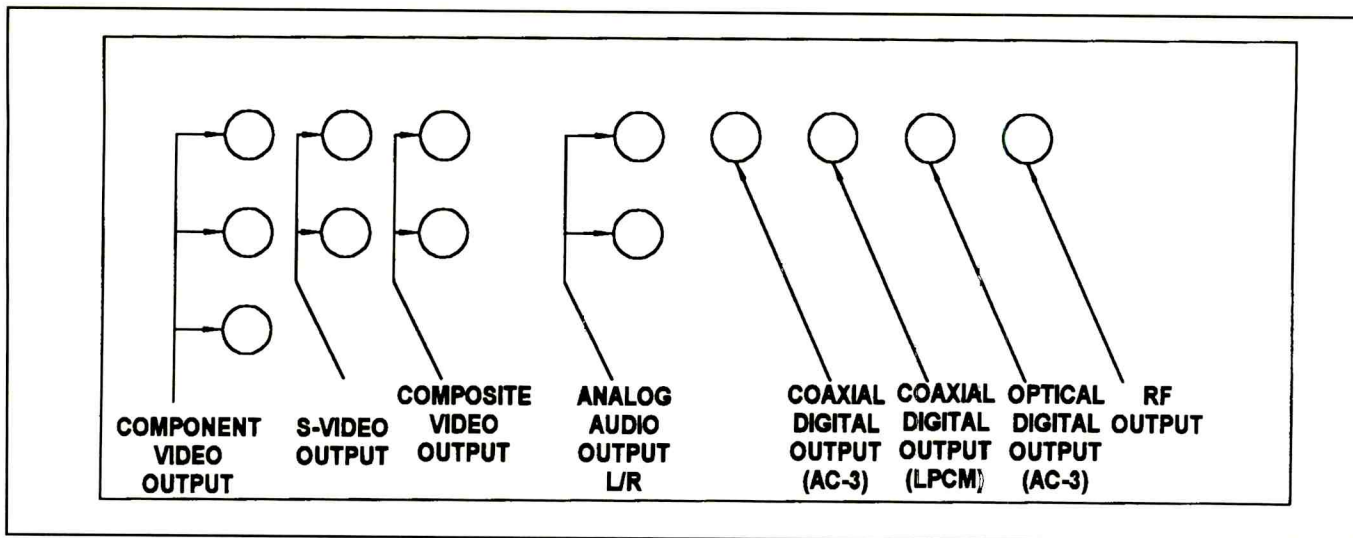 COMPONENT
VIDEO
OUTPUT
S-VIDEO
OUTPUT
COMPOSITE
VIDEO
OUTPUT
ANALOG
AUDIO
OUTPUT
L/R
COAXIAL
DIGITAL
OUTPUT
(AC-3)
COAXIAL
DIGITAL
OUTPUT
(LPCM)
OPTICAL
DIGITAL
OUTPUT
(AC-3)
RF
OUTPUT